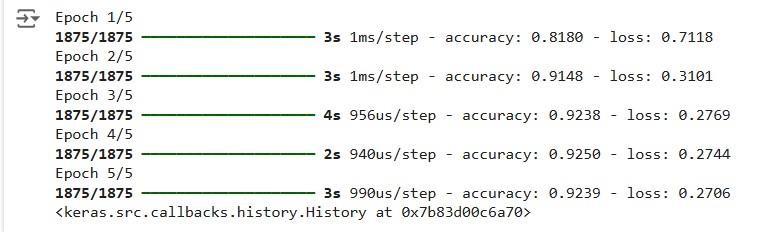 Epoch 1/5
1875/1875 ━━━━━━━━━━━━━━━━━━━━ 3s 1ms/step - accuracy: 0.8180 - loss: 0.7118
Epoch 2/5
1875/1875 ━━━━━━━━━━━━━━━━━━━━ 3s 1ms/step - accuracy: 0.9148 - loss: 0.3101
Epoch 3/5
1875/1875 ━━━━━━━━━━━━━━━━━━━━ 4s 956us/step - accuracy: 0.9238 - loss: 0.2769
Epoch 4/5
1875/1875 ━━━━━━━━━━━━━━━━━━━━ 2s 940us/step - accuracy: 0.9250 - loss: 0.2744
Epoch 5/5
1875/1875 ━━━━━━━━━━━━━━━━━━━━ 3s 990us/step - accuracy: 0.9239 - loss: 0.2706
<keras.src.callbacks.history.History at 0x7b83d00c6a70>